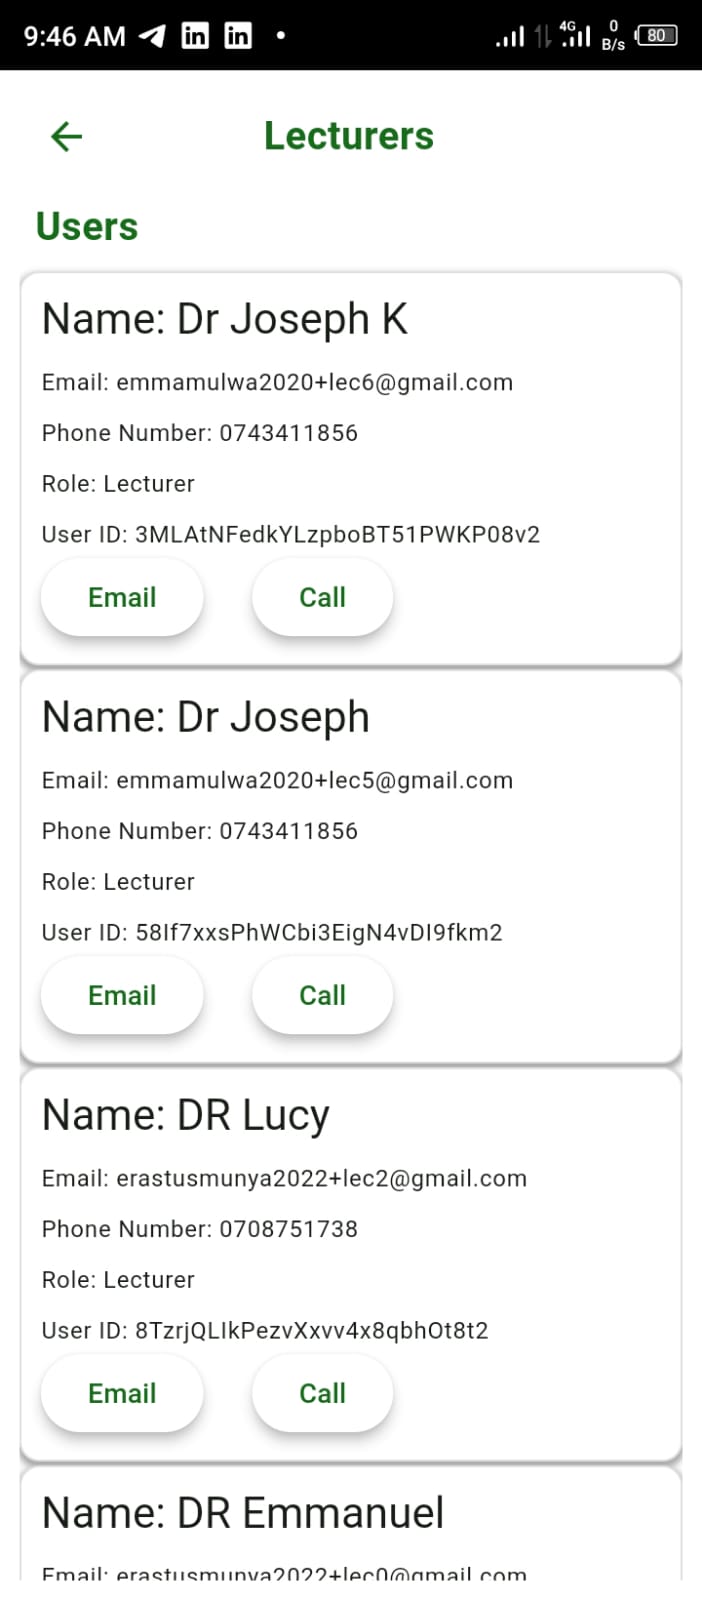 9:46 AM
4G
0
B/s
80
Lecturers
Users
Name: Dr Joseph K
Email: emmamulwa2020+lec6@gmail.com
Phone Number: 0743411856
Role: Lecturer
User ID: 3MLAtNFedkYLzpboBT51PWKP08v2
Email Call
Name: Dr Joseph
Email: emmamulwa2020+lec5@gmail.com
Phone Number: 0743411856
Role: Lecturer
User ID: 58If7xxsPhWCbi3EigN4vDI9fkm2
Email Call
Name: DR Lucy
Email: erastusmunya2022+lec2@gmail.com
Phone Number: 0708751738
Role: Lecturer
User ID: 8TzrjQLIkPezvXxvv4x8qbhOt8t2
Email Call
Name: DR Emmanuel
Email: erastusmunya2022+lec0@gmail.com